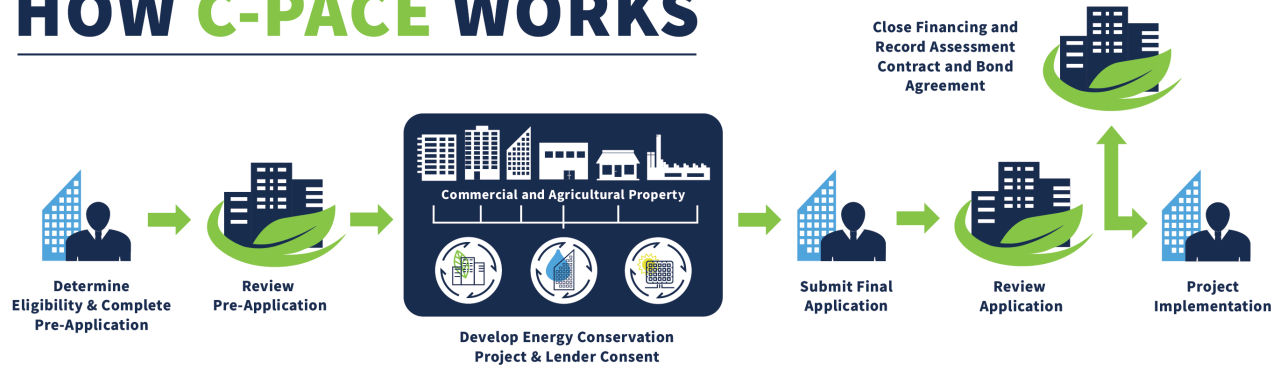 HOW C-PACE WORKS
Close Financing and
Record Assessment
Contract and Bond
Agreement
Commercial and Agricultural Property
Determine
Eligibility & Complete
Pre-Application
Review
Pre-Application
Develop Energy Conservation
Project & Lender Consent
Submit Final
Application
Review
Application
Project
Implementation